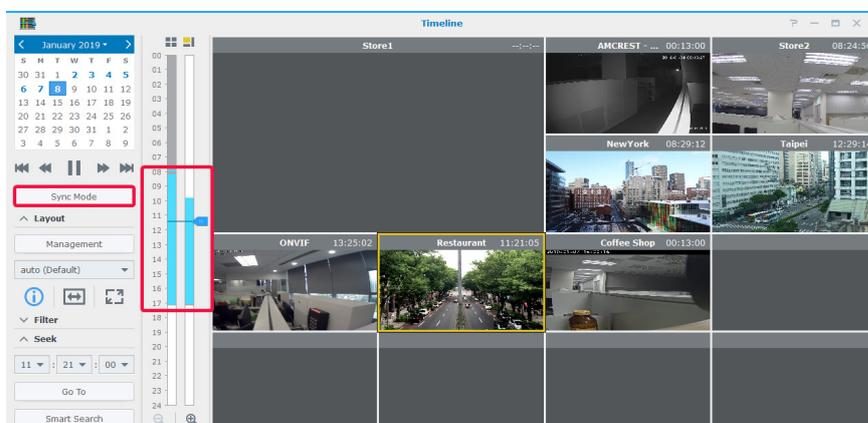 Timeline
January 2019
S M T W T F S
30 31 1 2 3 4 5
6 7 8 9 10 11 12
13 14 15 16 17 18 19
20 21 22 23 24 25 26
27 28 29 30 31 1 2
3 4 5 6 7 8 9
Sync Mode
Layout
Management
auto (Default)
Filter
Seek
11 : 21 : 00
Go To
Smart Search
00
01
02
03
04
05
06
07
08
09
10
11
12
13
14
15
16
17
18
19
20
21
22
23
24
Store1 --:--:--
AMCREST - ... 00:13:00
Store2 08:24:50
NewYork 08:29:12
Taipei 12:29:14
ONVIF 13:25:02
Restaurant 11:21:05
Coffee Shop 00:13:00